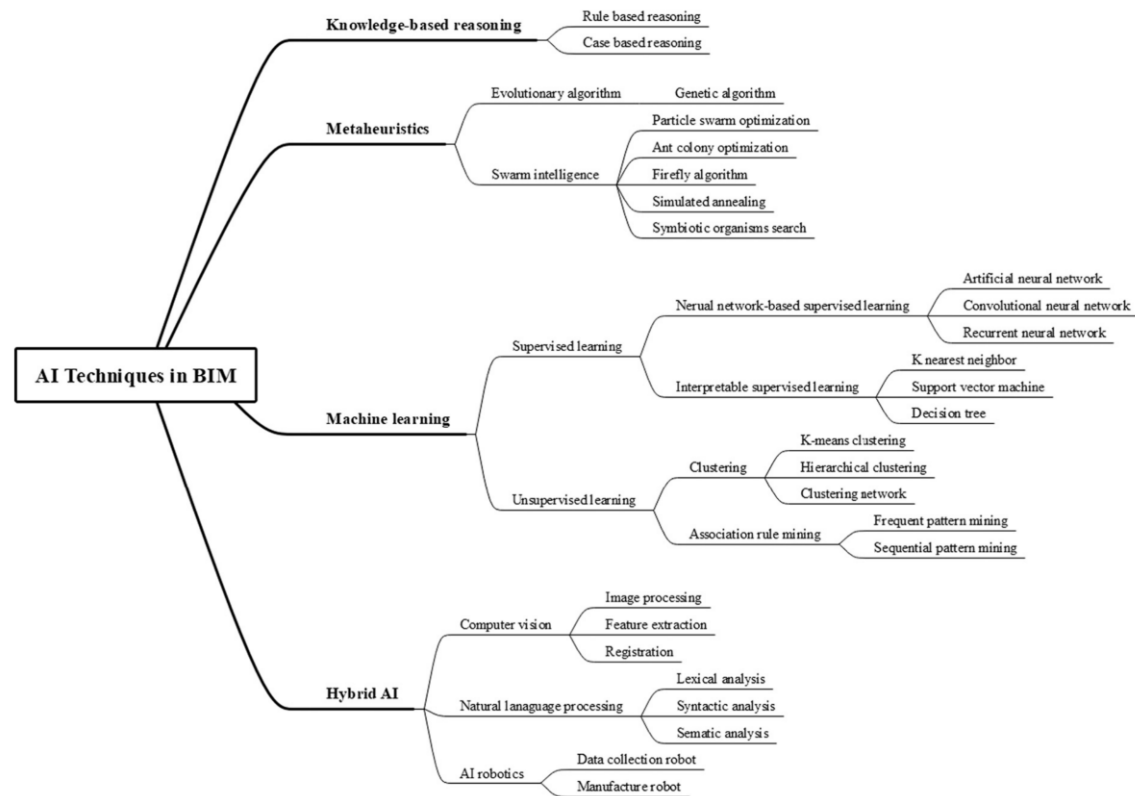 AI Techniques in BIM
Knowledge-based reasoning
Rule based reasoning
Case based reasoning
Metaheuristics
Evolutionary algorithm
Genetic algorithm
Swarm intelligence
Particle swarm optimization
Ant colony optimization
Firefly algorithm
Simulated annealing
Symbiotic organisms search
Machine learning
Supervised learning
Nerual network-based supervised learning
Artificial neural network
Convolutional neural network
Recurrent neural network
Interpretable supervised learning
K nearest neighbor
Support vector machine
Decision tree
Unsupervised learning
Clustering
K-means clustering
Hierarchical clustering
Clustering network
Association rule mining
Frequent pattern mining
Sequential pattern mining
Hybrid AI
Computer vision
Image processing
Feature extraction
Registration
Natural lanaguage processing
Lexical analysis
Syntactic analysis
Sematic analysis
AI robotics
Data collection robot
Manufacture robot